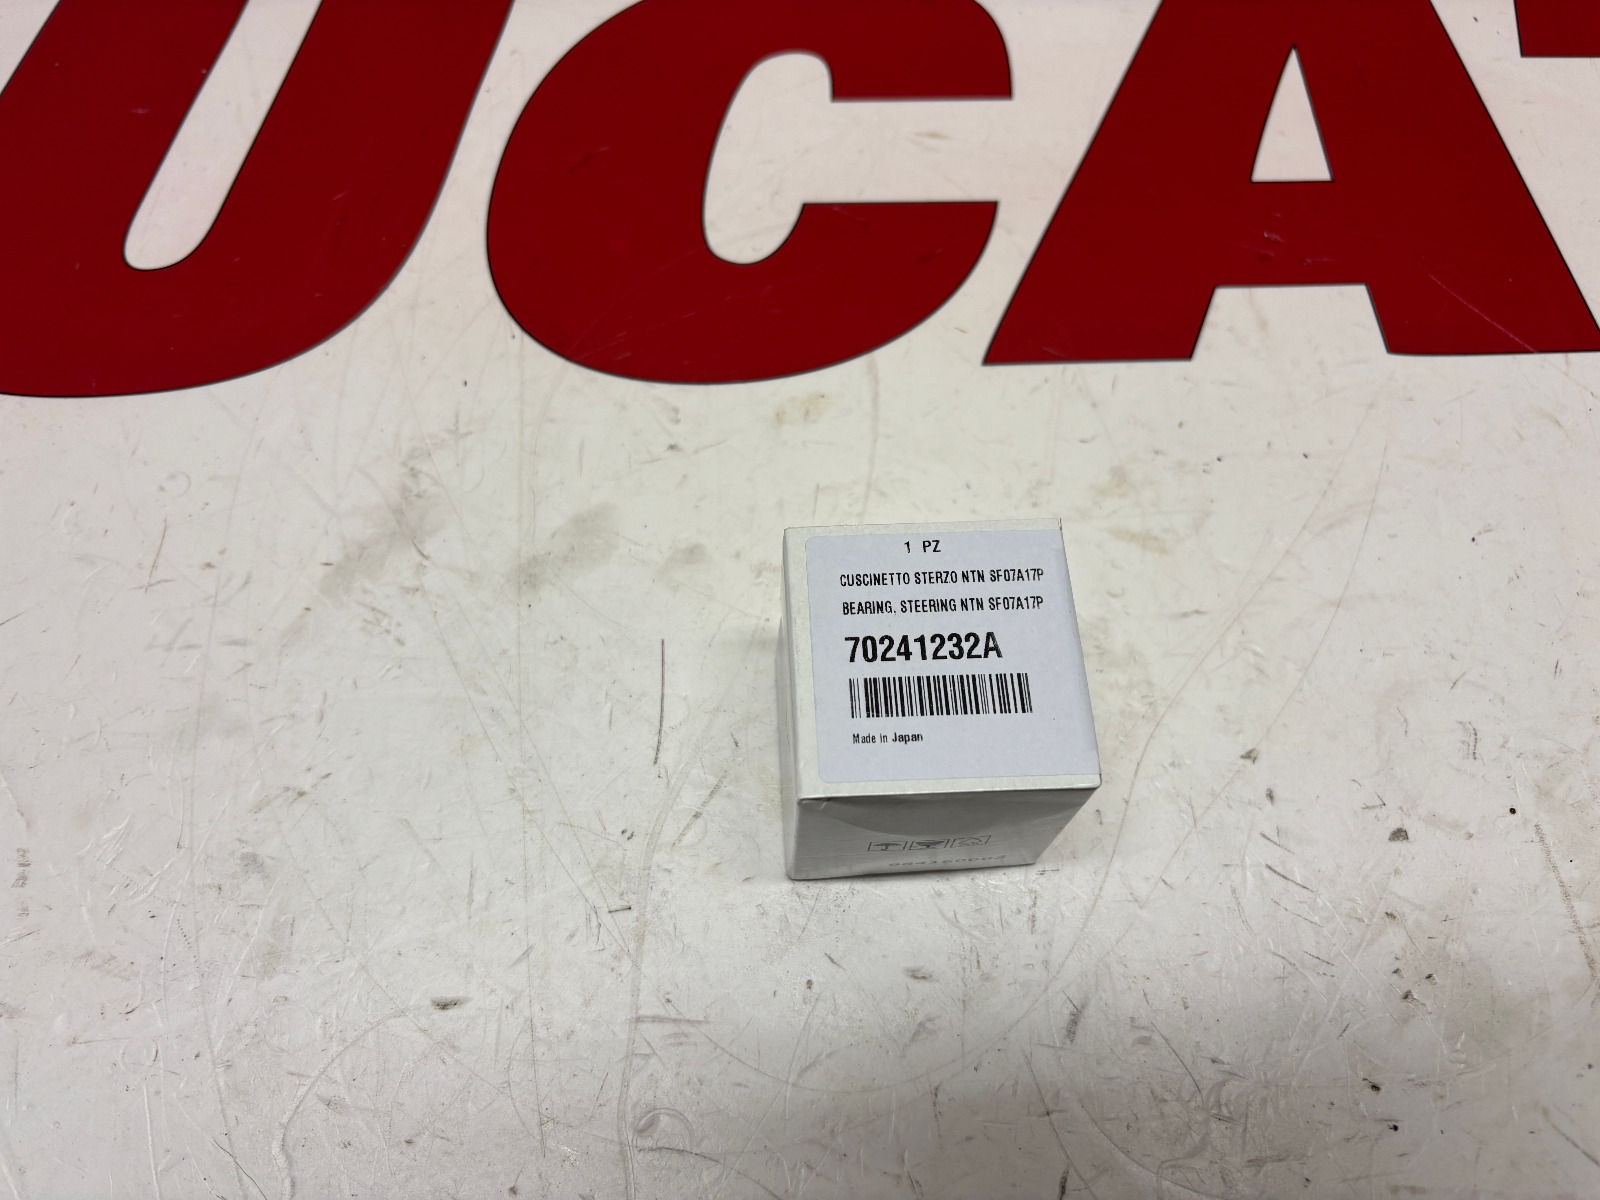 UCAT
1 PZ
CUSCINETTO STERZO NTN SF07A17P
BEARING, STEERING NTN SF07A17P
70241232A
Made in Japan